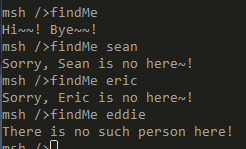 msh />findMe
Hi~~! Bye~~!
msh />findMe sean
Sorry, Sean is no here~!
msh />findMe eric
Sorry, Eric is no here~!
msh />findMe eddie
There is no such person here!
msh />